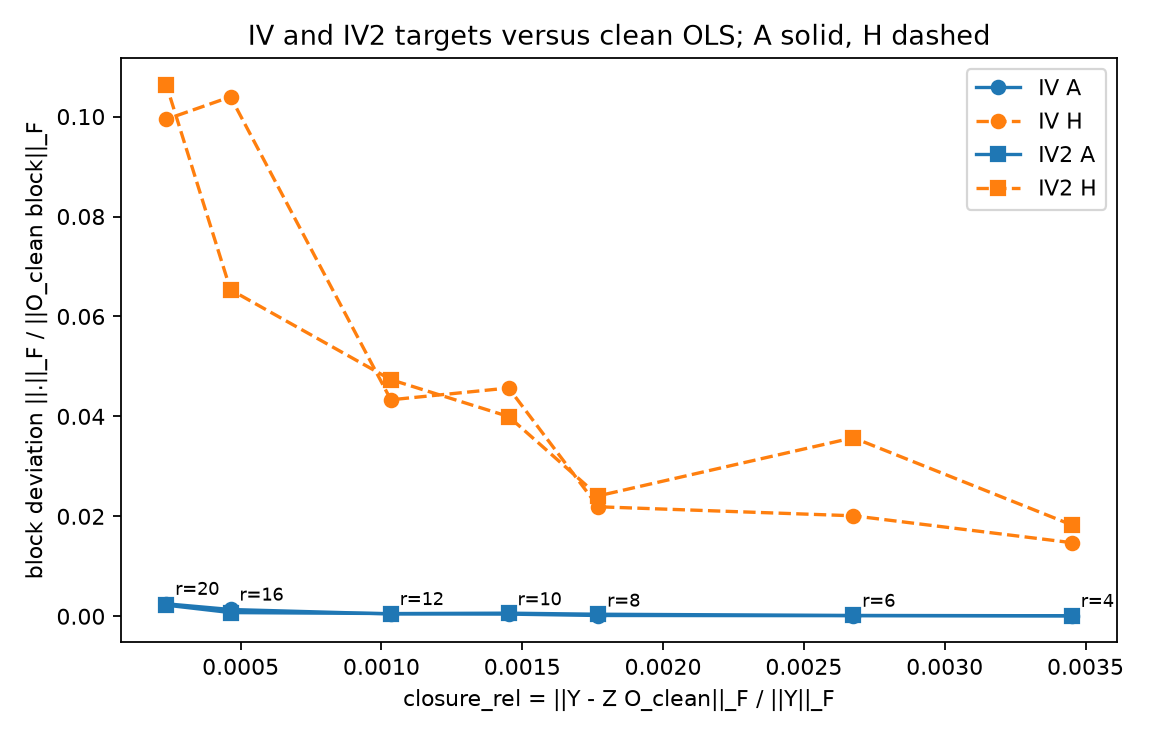 IV and IV2 targets versus clean OLS; A solid, H dashed
block deviation ||.||_F / ||O_clean block||_F
0.10
0.08
0.06
0.04
0.02
0.00
IV A
IV H
IV2 A
IV2 H
r=20
r=16
r=12
r=10
r=8
r=6
r=4
0.0005
0.0010
0.0015
0.0020
0.0025
0.0030
0.0035
closure_rel = ||Y - Z O_clean||_F / ||Y||_F